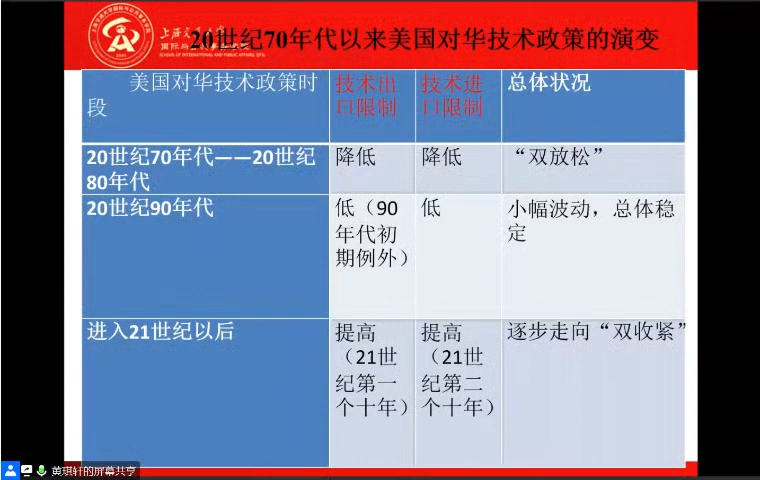 20世纪70年代以来美国对华技术政策的演变
美国对华技术政策时
段
技术出
口限制
技术进
口限制
总体状况
20世纪70年代——20世纪
80年代
降低
降低
“双放松”
20世纪90年代
低（90
年代初
期例外）
低
小幅波动，总体稳
定
进入21世纪以后
提高
（21世
纪第一
个十年）
提高
（21世
纪第二
个十年）
逐步走向“双收紧”
黄琪轩的屏幕共享